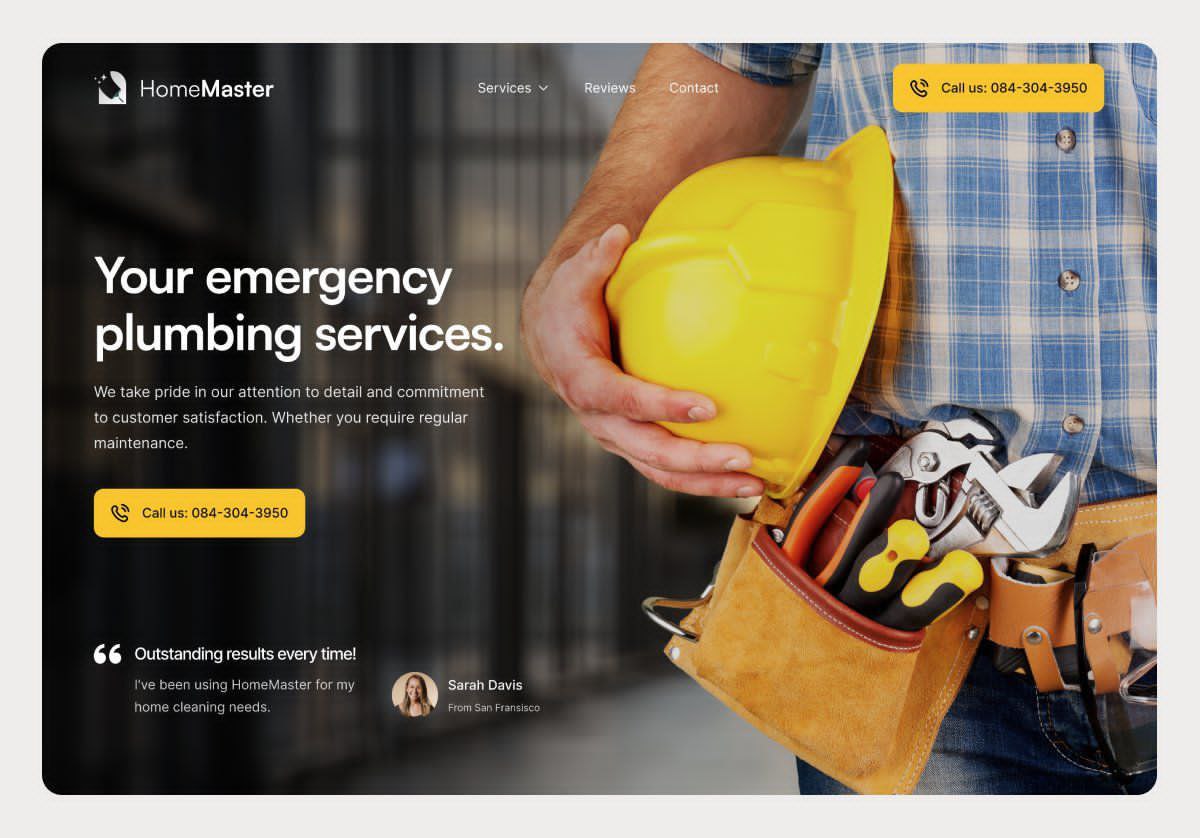 HomeMaster
Services
Reviews
Contact
Call us: 084-304-3950
Your emergency
plumbing services.
We take pride in our attention to detail and commitment
to customer satisfaction. Whether you require regular
maintenance.
Call us: 084-304-3950
Outstanding results every time!
I've been using HomeMaster for my
home cleaning needs.
Sarah Davis
From San Fransisco